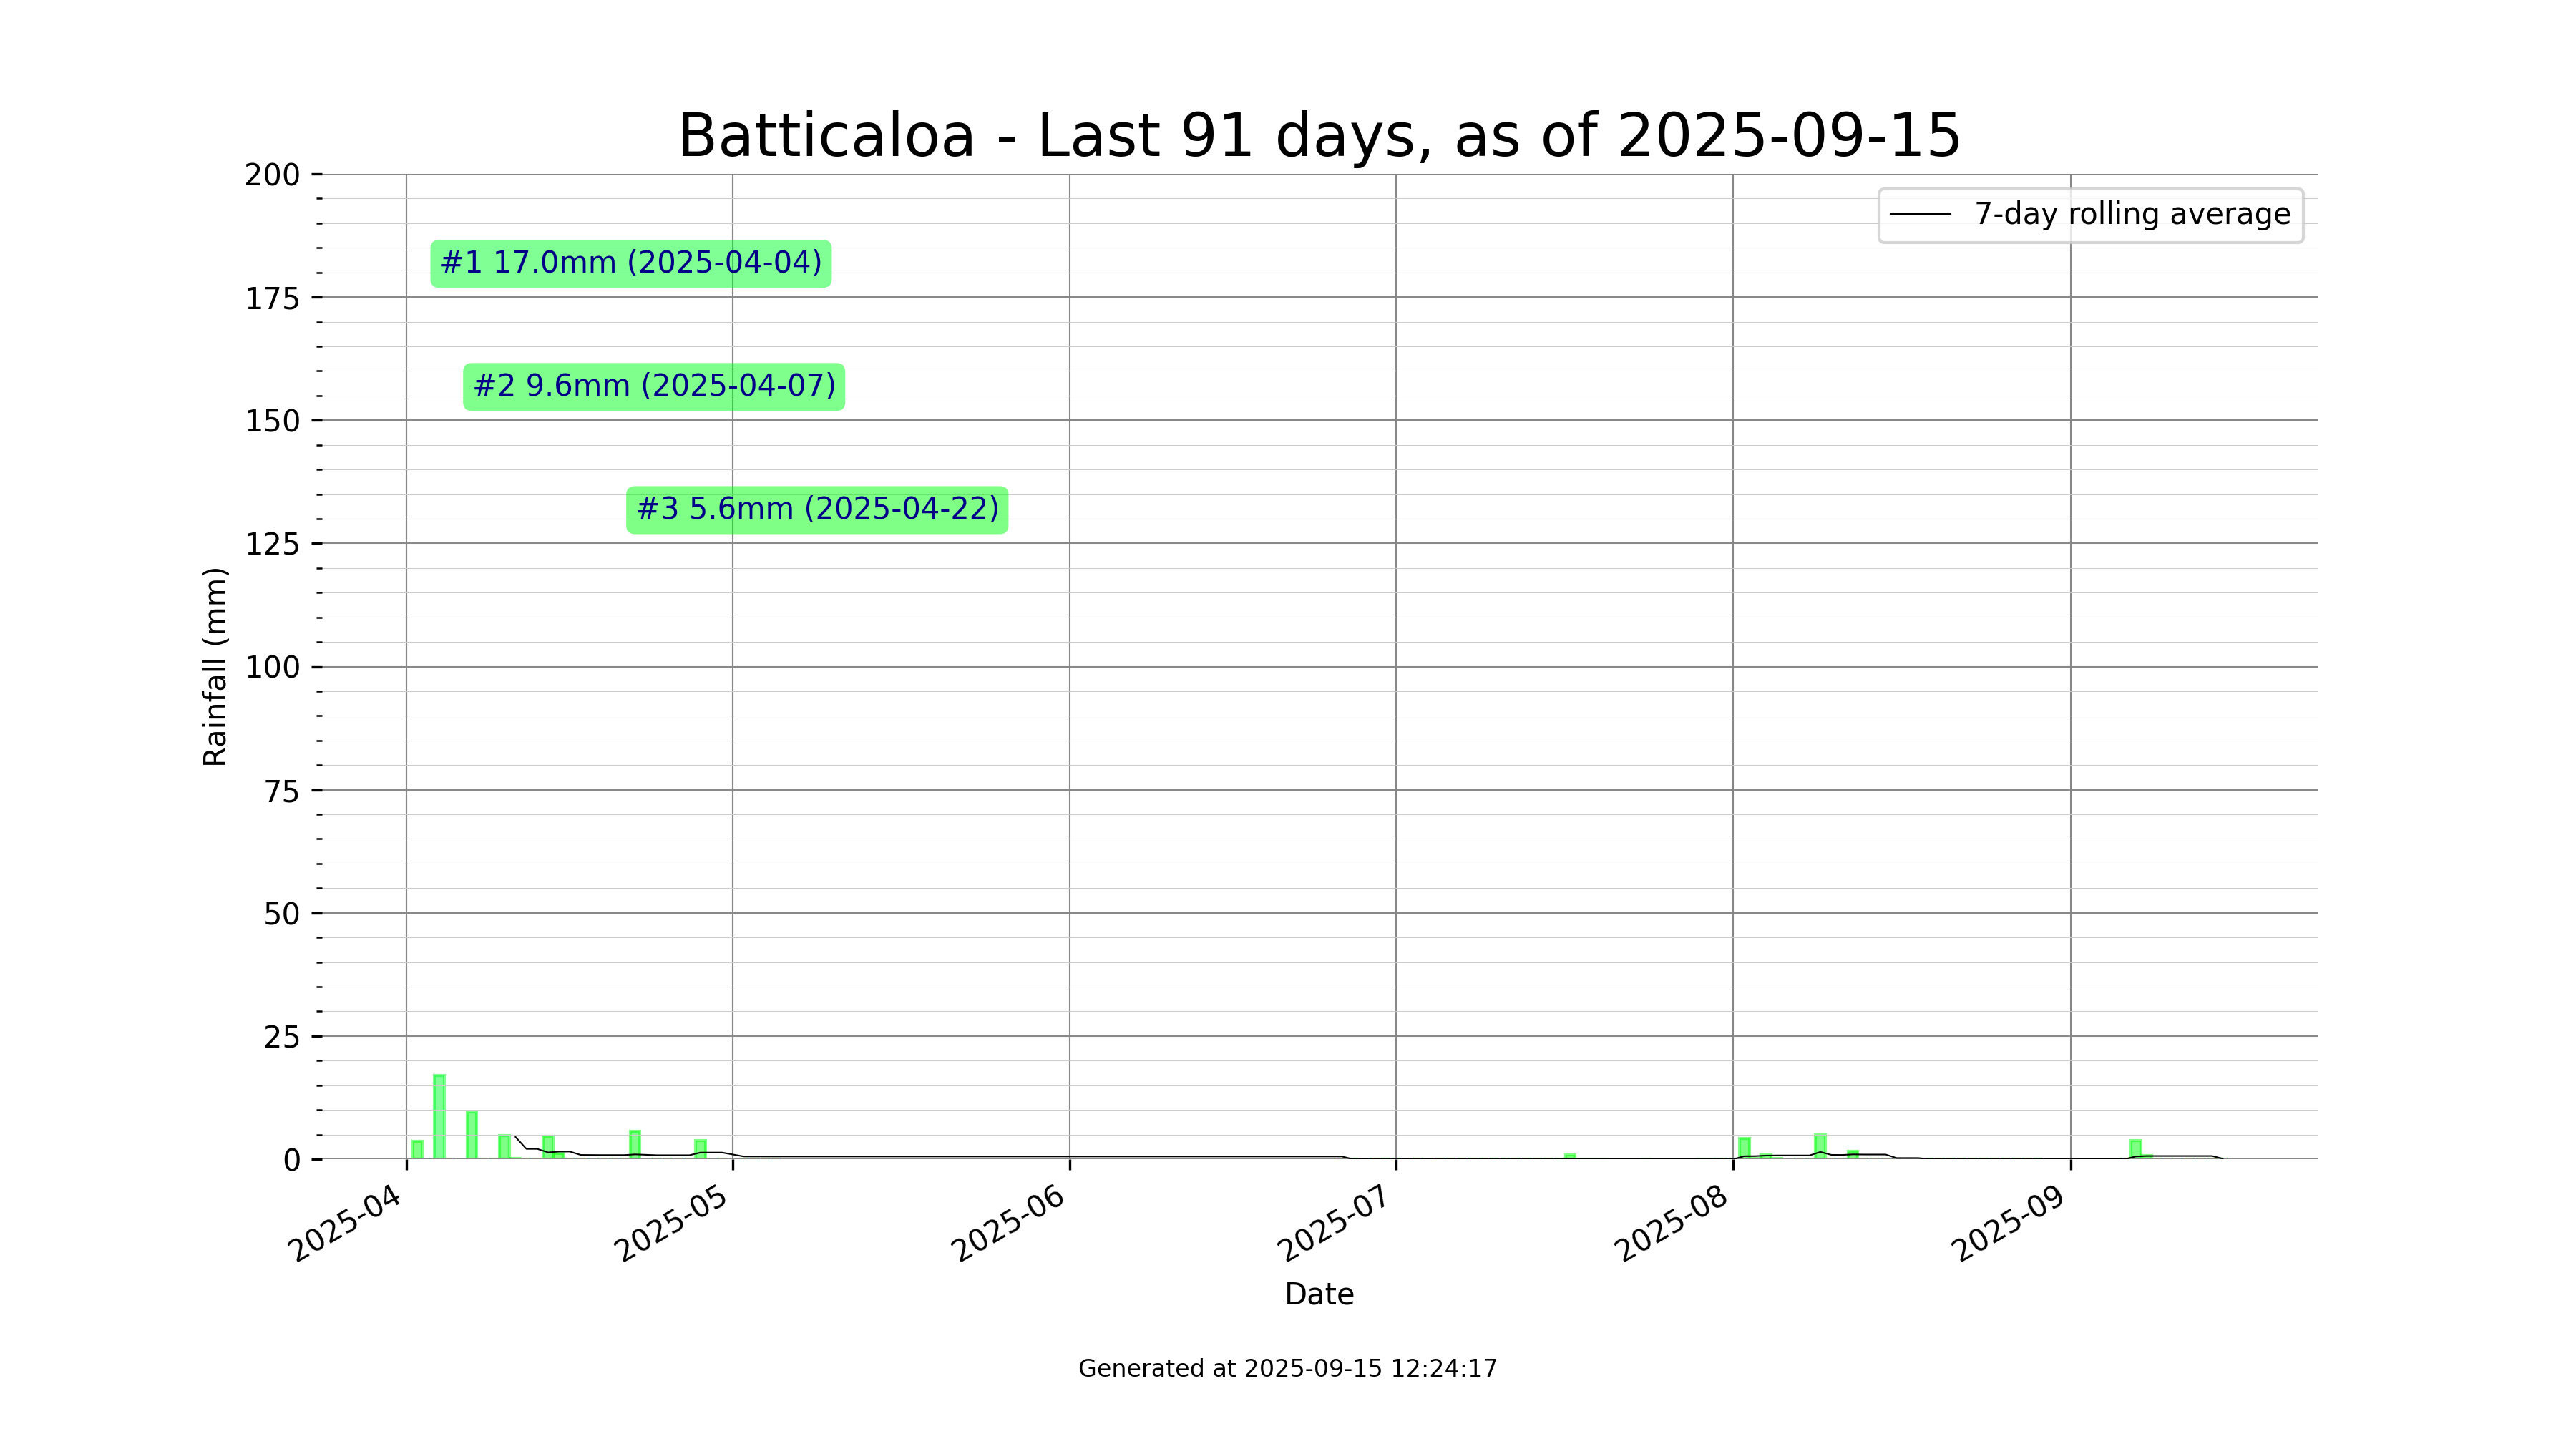 Batticaloa - Last 91 days, as of 2025-09-15
7-day rolling average
#1 17.0mm (2025-04-04)
#2 9.6mm (2025-04-07)
#3 5.6mm (2025-04-22)
Rainfall (mm)
200
175
150
125
100
75
50
25
0
2025-04
2025-05
2025-06
2025-07
2025-08
2025-09
Date
Generated at 2025-09-15 12:24:17